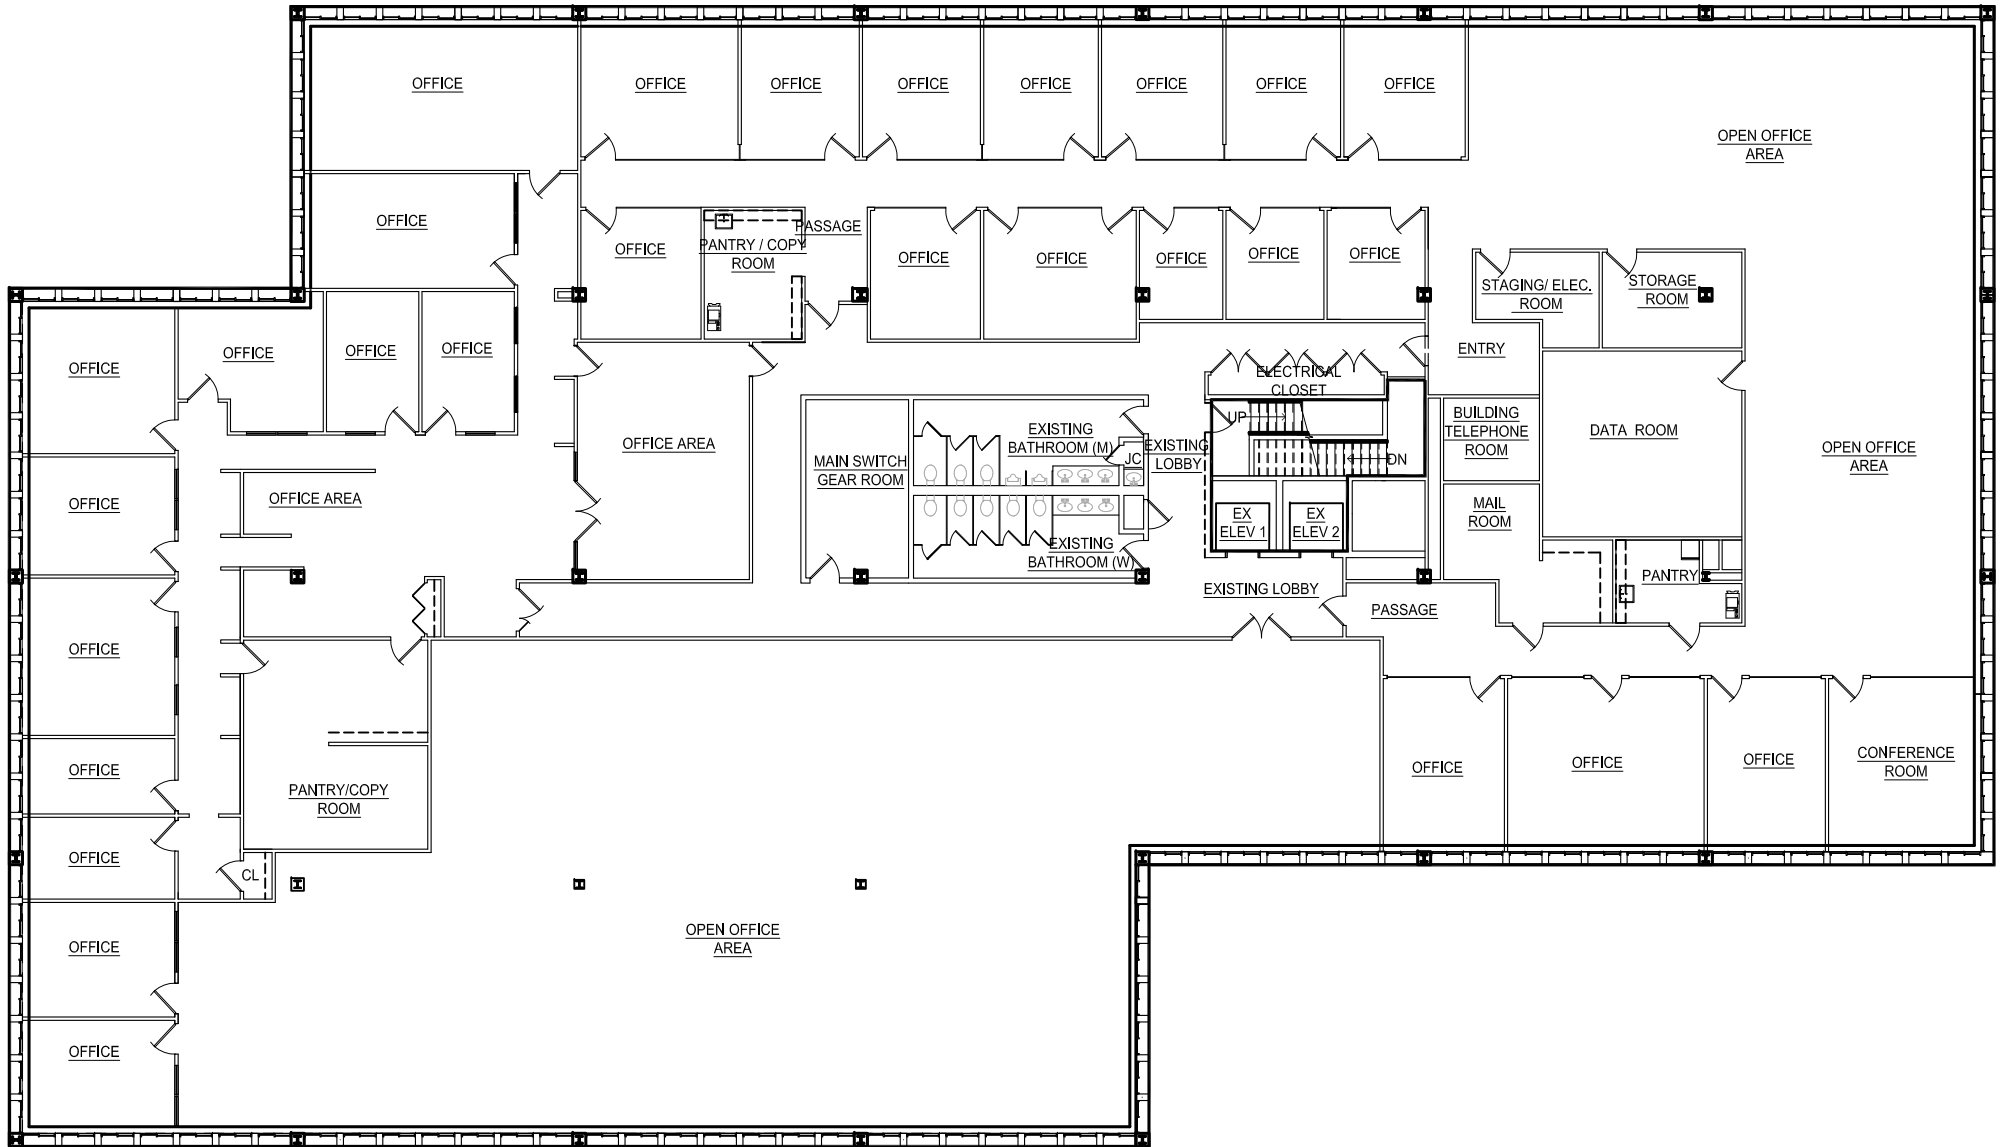 OFFICE
OFFICE
OFFICE
OFFICE
OFFICE
OFFICE
OFFICE
OFFICE
OPEN OFFICE
AREA
OFFICE
OFFICE
PANTRY / COPY
ROOM
PASSAGE
OFFICE
OFFICE
OFFICE
OFFICE
OFFICE
STAGING/ ELEC.
ROOM
STORAGE
ROOM
OFFICE
OFFICE
OFFICE
OFFICE
ENTRY
ELECTRICAL
CLOSET
UP
DN
BUILDING
TELEPHONE
ROOM
DATA ROOM
OPEN OFFICE
AREA
OFFICE AREA
MAIN SWITCH
GEAR ROOM
EXISTING
BATHROOM (M)
JC
EXISTING
LOBBY
OFFICE
OFFICE AREA
EX
ELEV 1
EX
ELEV 2
MAIL
ROOM
EXISTING
BATHROOM (W)
EXISTING LOBBY
PASSAGE
PANTRY
OFFICE
OFFICE
PANTRY/COPY
ROOM
OFFICE
OFFICE
OFFICE
CONFERENCE
ROOM
OFFICE
CL
OFFICE
OPEN OFFICE
AREA
OFFICE